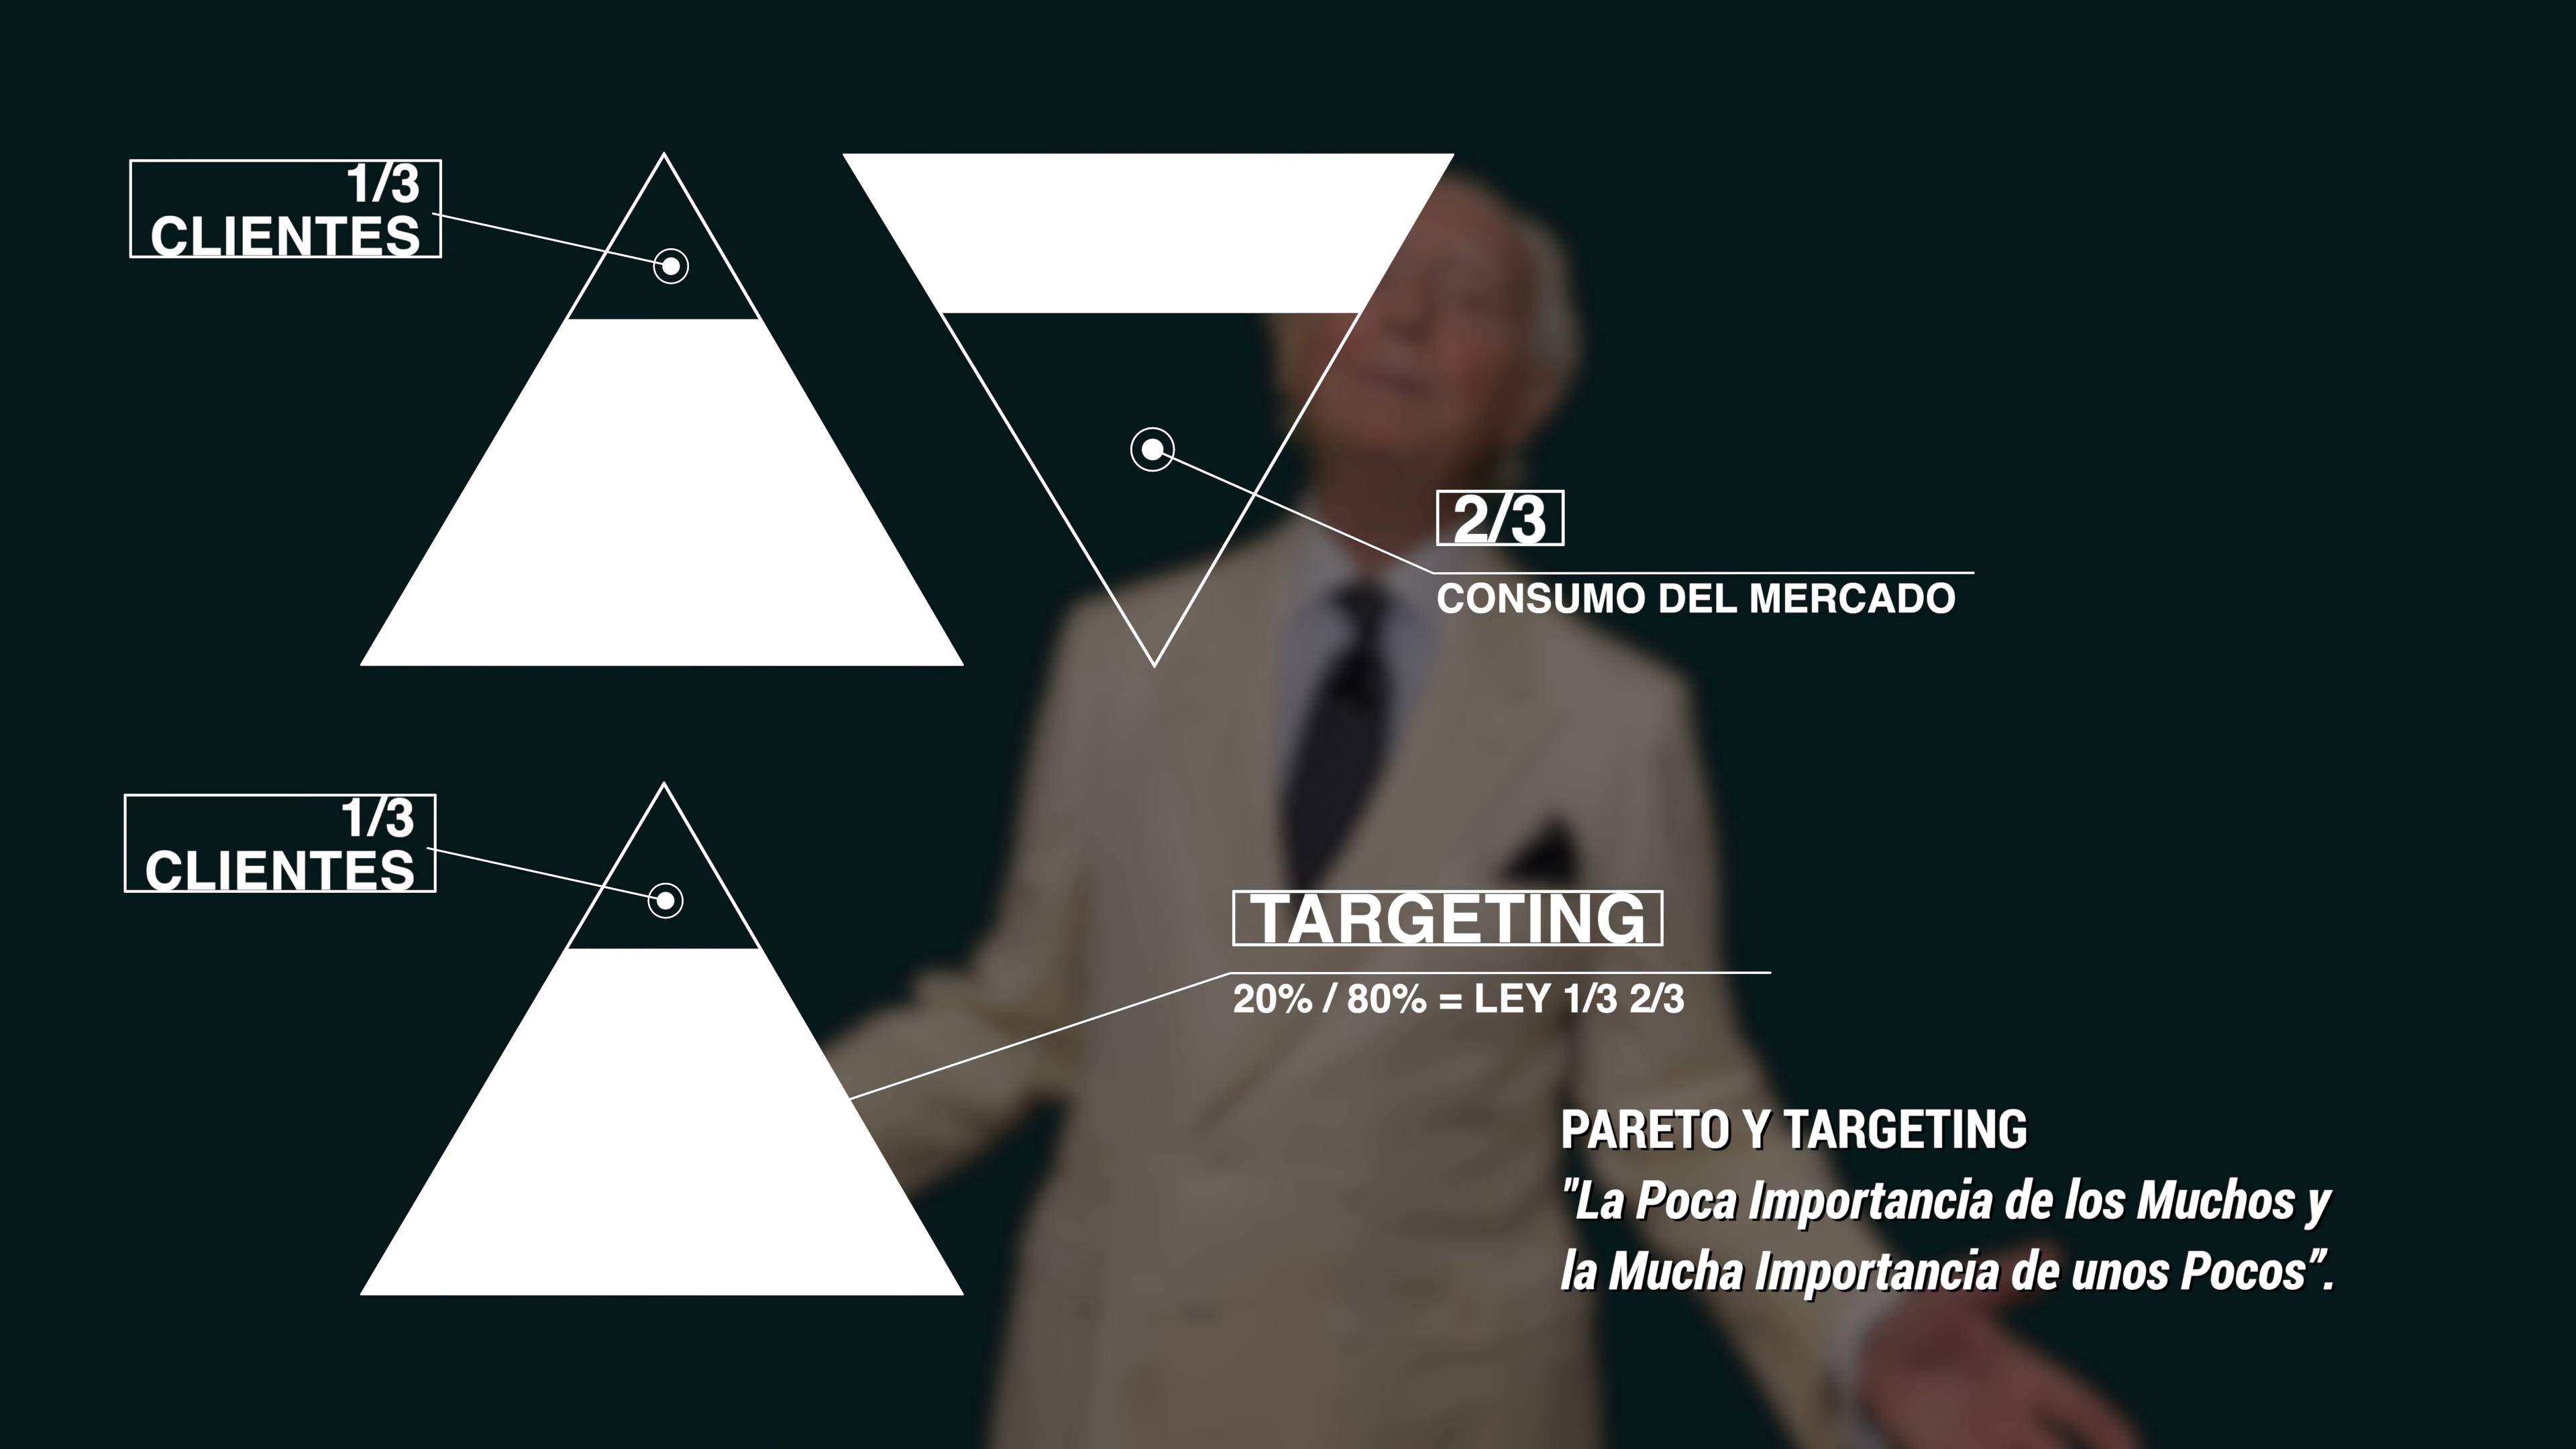 1/3
CLIENTES
2/3
CONSUMO DEL MERCADO
1/3
CLIENTES
TARGETING
20% / 80% = LEY 1/3 2/3
PARETO Y TARGETING
"La Poca Importancia de los Muchos y
la Mucha Importancia de unos Pocos”.